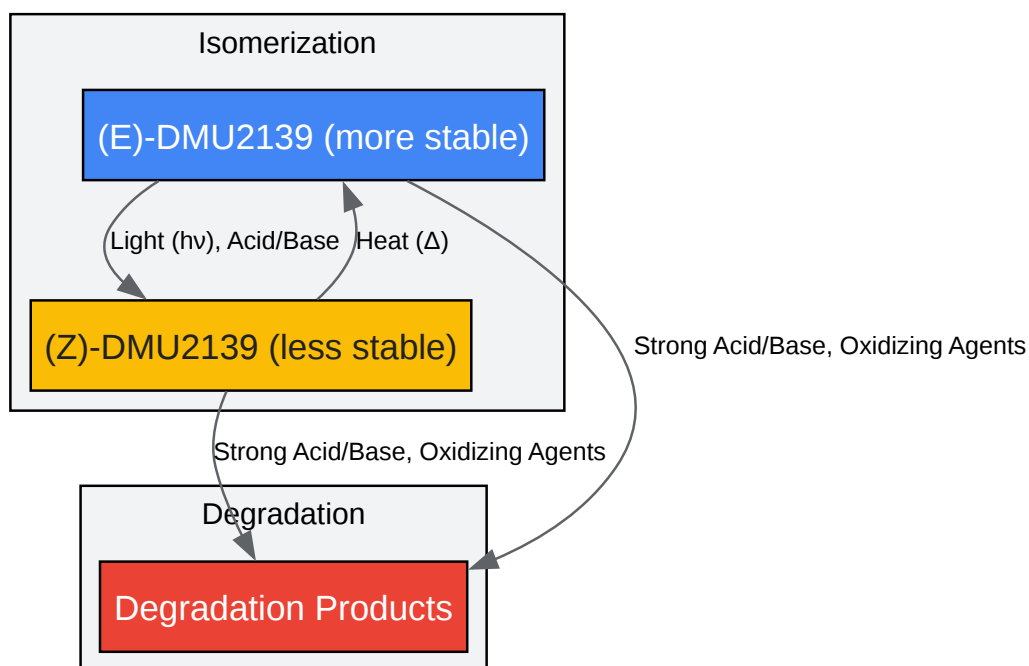 Isomerization
(E)-DMU2139 (more stable)
Light (hν), Acid/Base
Heat (Δ)
(Z)-DMU2139 (less stable)
Strong Acid/Base, Oxidizing Agents
Strong Acid/Base, Oxidizing Agents
Degradation
Degradation Products